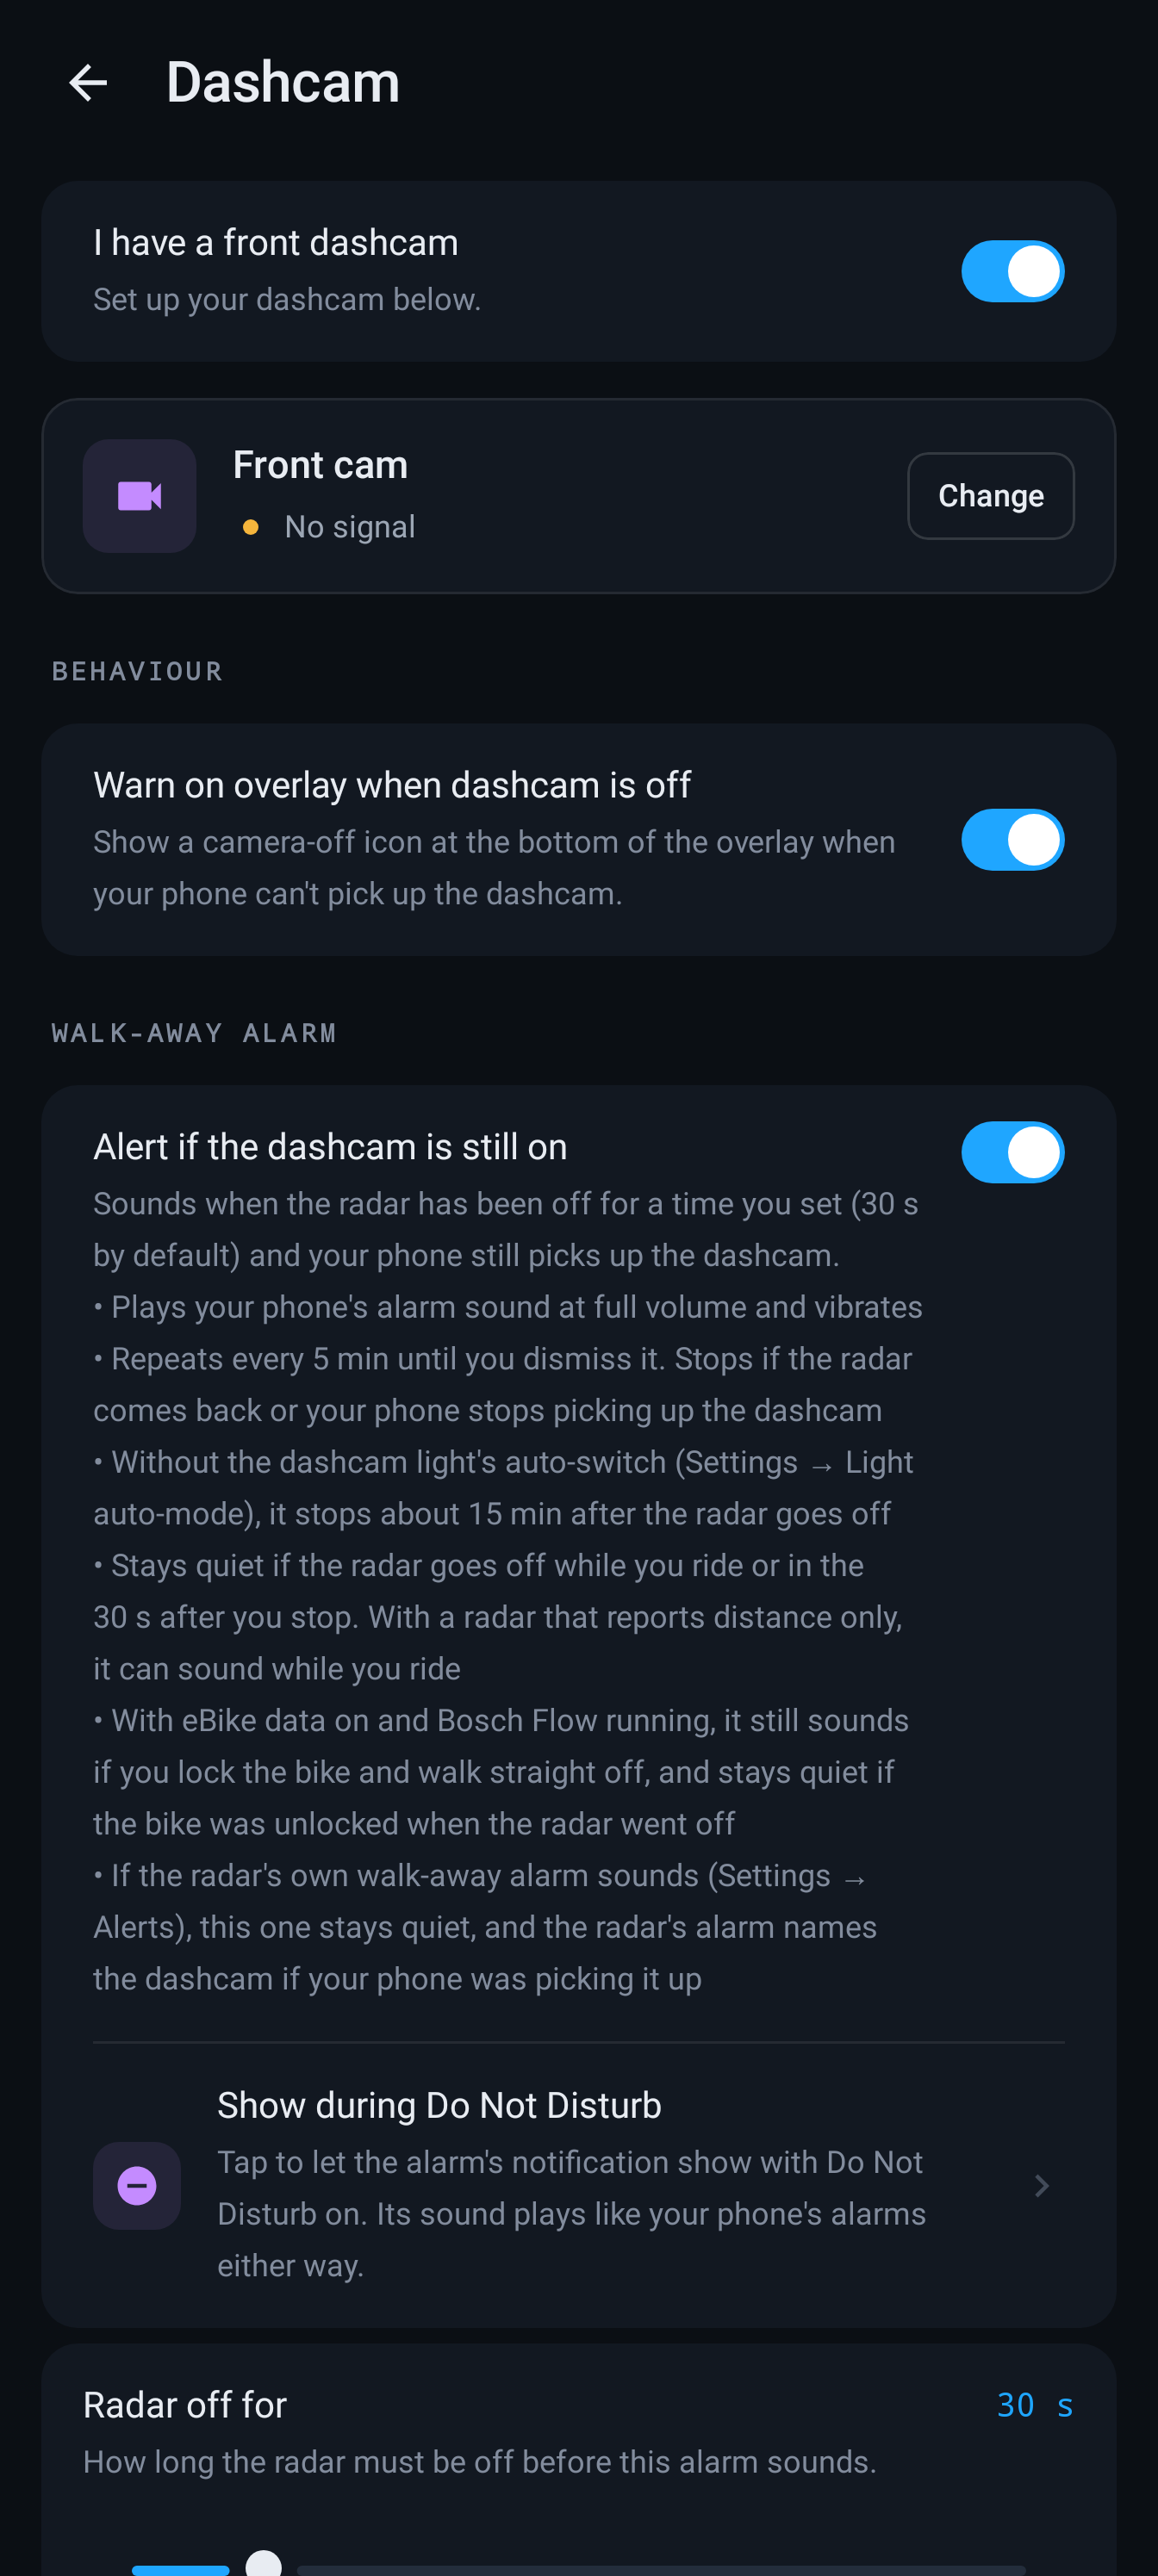 Dashcam
I have a front dashcam
Set up your dashcam below.
Front cam
No signal
Change
BEHAVIOUR
Warn on overlay when dashcam is off
Show a camera-off icon at the bottom of the overlay when
your phone can't pick up the dashcam.
WALK-AWAY ALARM
Alert if the dashcam is still on
Sounds when the radar has been off for a time you set (30 s
by default) and your phone still picks up the dashcam.
• Plays your phone's alarm sound at full volume and vibrates
• Repeats every 5 min until you dismiss it. Stops if the radar
comes back or your phone stops picking up the dashcam
• Without the dashcam light's auto-switch (Settings → Light
auto-mode), it stops about 15 min after the radar goes off
• Stays quiet if the radar goes off while you ride or in the
30 s after you stop. With a radar that reports distance only,
it can sound while you ride
• With eBike data on and Bosch Flow running, it still sounds
if you lock the bike and walk straight off, and stays quiet if
the bike was unlocked when the radar went off
• If the radar's own walk-away alarm sounds (Settings →
Alerts), this one stays quiet, and the radar's alarm names
the dashcam if your phone was picking it up
Show during Do Not Disturb
Tap to let the alarm's notification show with Do Not
Disturb on. Its sound plays like your phone's alarms
either way.
Radar off for
30 s
How long the radar must be off before this alarm sounds.